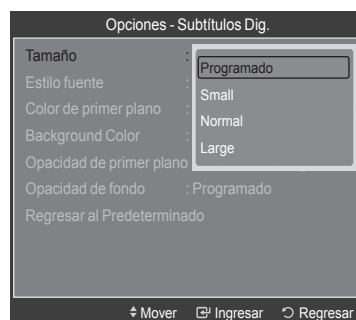 Opciones - Subtítulos Dig.
Tamaño :
Programado
Small
Normal
Large
Estilo fuente :
Color de primer plano :
Background Color :
Opacidad de primer plano
Opacidad de fondo : Programado
Regresar al Predeterminado
Mover Ingresar Regresar